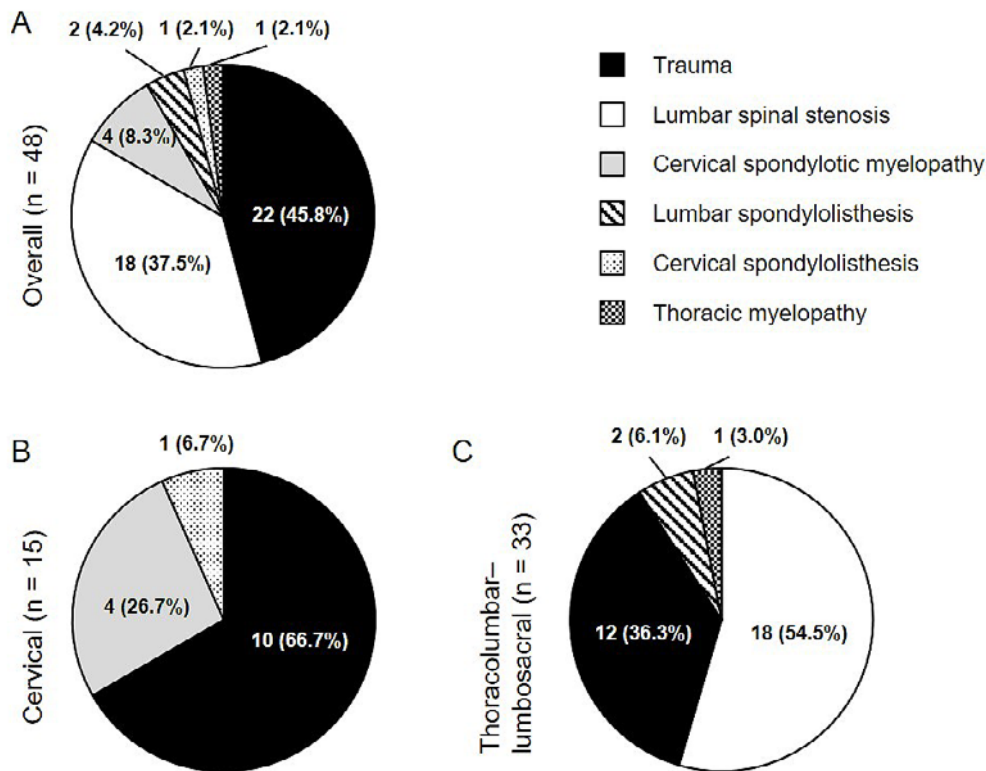 A
2 (4.2%)
1 (2.1%)
1 (2.1%)
4 (8.3%)
22 (45.8%)
18 (37.5%)
Overall (n = 48)
Trauma
Lumbar spinal stenosis
Cervical spondylotic myelopathy
Lumbar spondylolisthesis
Cervical spondylolisthesis
Thoracic myelopathy
B
1 (6.7%)
4 (26.7%)
10 (66.7%)
Cervical (n = 15)
C
2 (6.1%)
1 (3.0%)
12 (36.3%)
18 (54.5%)
Thoracolumbar–
lumbosacral (n = 33)